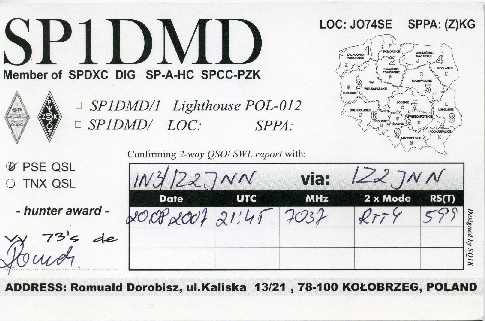 SP1DMD
LOC: JO74SE SPPA: (Z)KG
Member of SPDXC DIG SP-A-HC SPCC-PZK
SP1DMD/1 Lighthouse POL-012
SP1DMD/ LOC: SPPA:
Confirming 2-way QSO/ SWL report with:
PSE QSL
TNX QSL
IN3/IZ2JNN via: IZ2JNN
Date UTC MHz 2 x Mode RS(T)
20.08.2007 21:45 7037 RTTY 599
- hunter award -
vy 73's de
Designed by SQ1K
ADDRESS: Romuald Dorobisz, ul.Kaliska 13/21 , 78-100 KOŁOBRZEG, POLAND